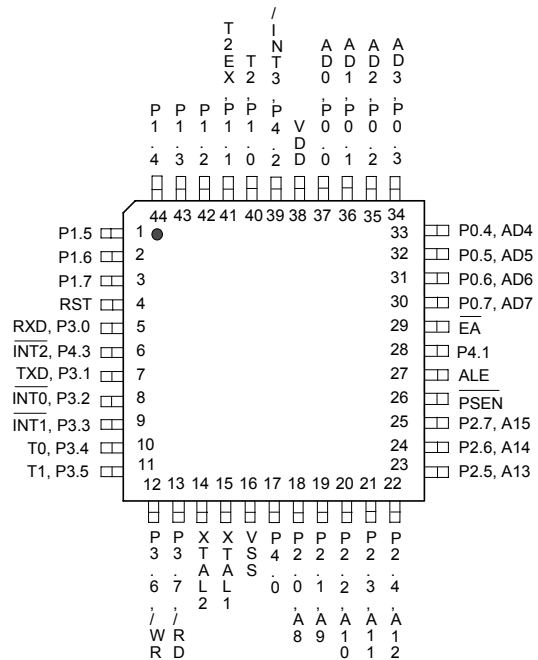 P1.4
P1.3
P1.2
T2EX,P1.1
T2,P1.0
/INT3,P4.2
VDD
AD0,P0.0
AD1,P0.1
AD2,P0.2
AD3,P0.3
44 43 42 41 40 39 38 37 36 35 34
P1.5 1
P1.6 2
P1.7 3
RST 4
RXD, P3.0 5
INT2, P4.3 6
TXD, P3.1 7
INT0, P3.2 8
INT1, P3.3 9
T0, P3.4 10
T1, P3.5 11
33 P0.4, AD4
32 P0.5, AD5
31 P0.6, AD6
30 P0.7, AD7
29 EA
28 P4.1
27 ALE
26 PSEN
25 P2.7, A15
24 P2.6, A14
23 P2.5, A13
12 13 14 15 16 17 18 19 20 21 22
P3.6,/WR
P3.7,/RD
XTAL2
XTAL1
VSS
P4.0
P2.0,A8
P2.1,A9
P2.2,A10
P2.3,A11
P2.4,A12